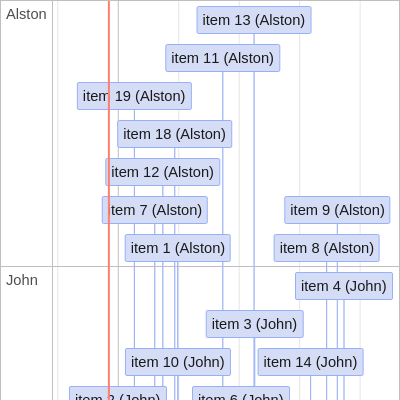 Alston
item 13 (Alston)
item 11 (Alston)
item 19 (Alston)
item 18 (Alston)
item 12 (Alston)
item 7 (Alston)
item 9 (Alston)
item 1 (Alston)
item 8 (Alston)
John
item 4 (John)
item 3 (John)
item 10 (John)
item 14 (John)
item 2 (John)
item 6 (John)